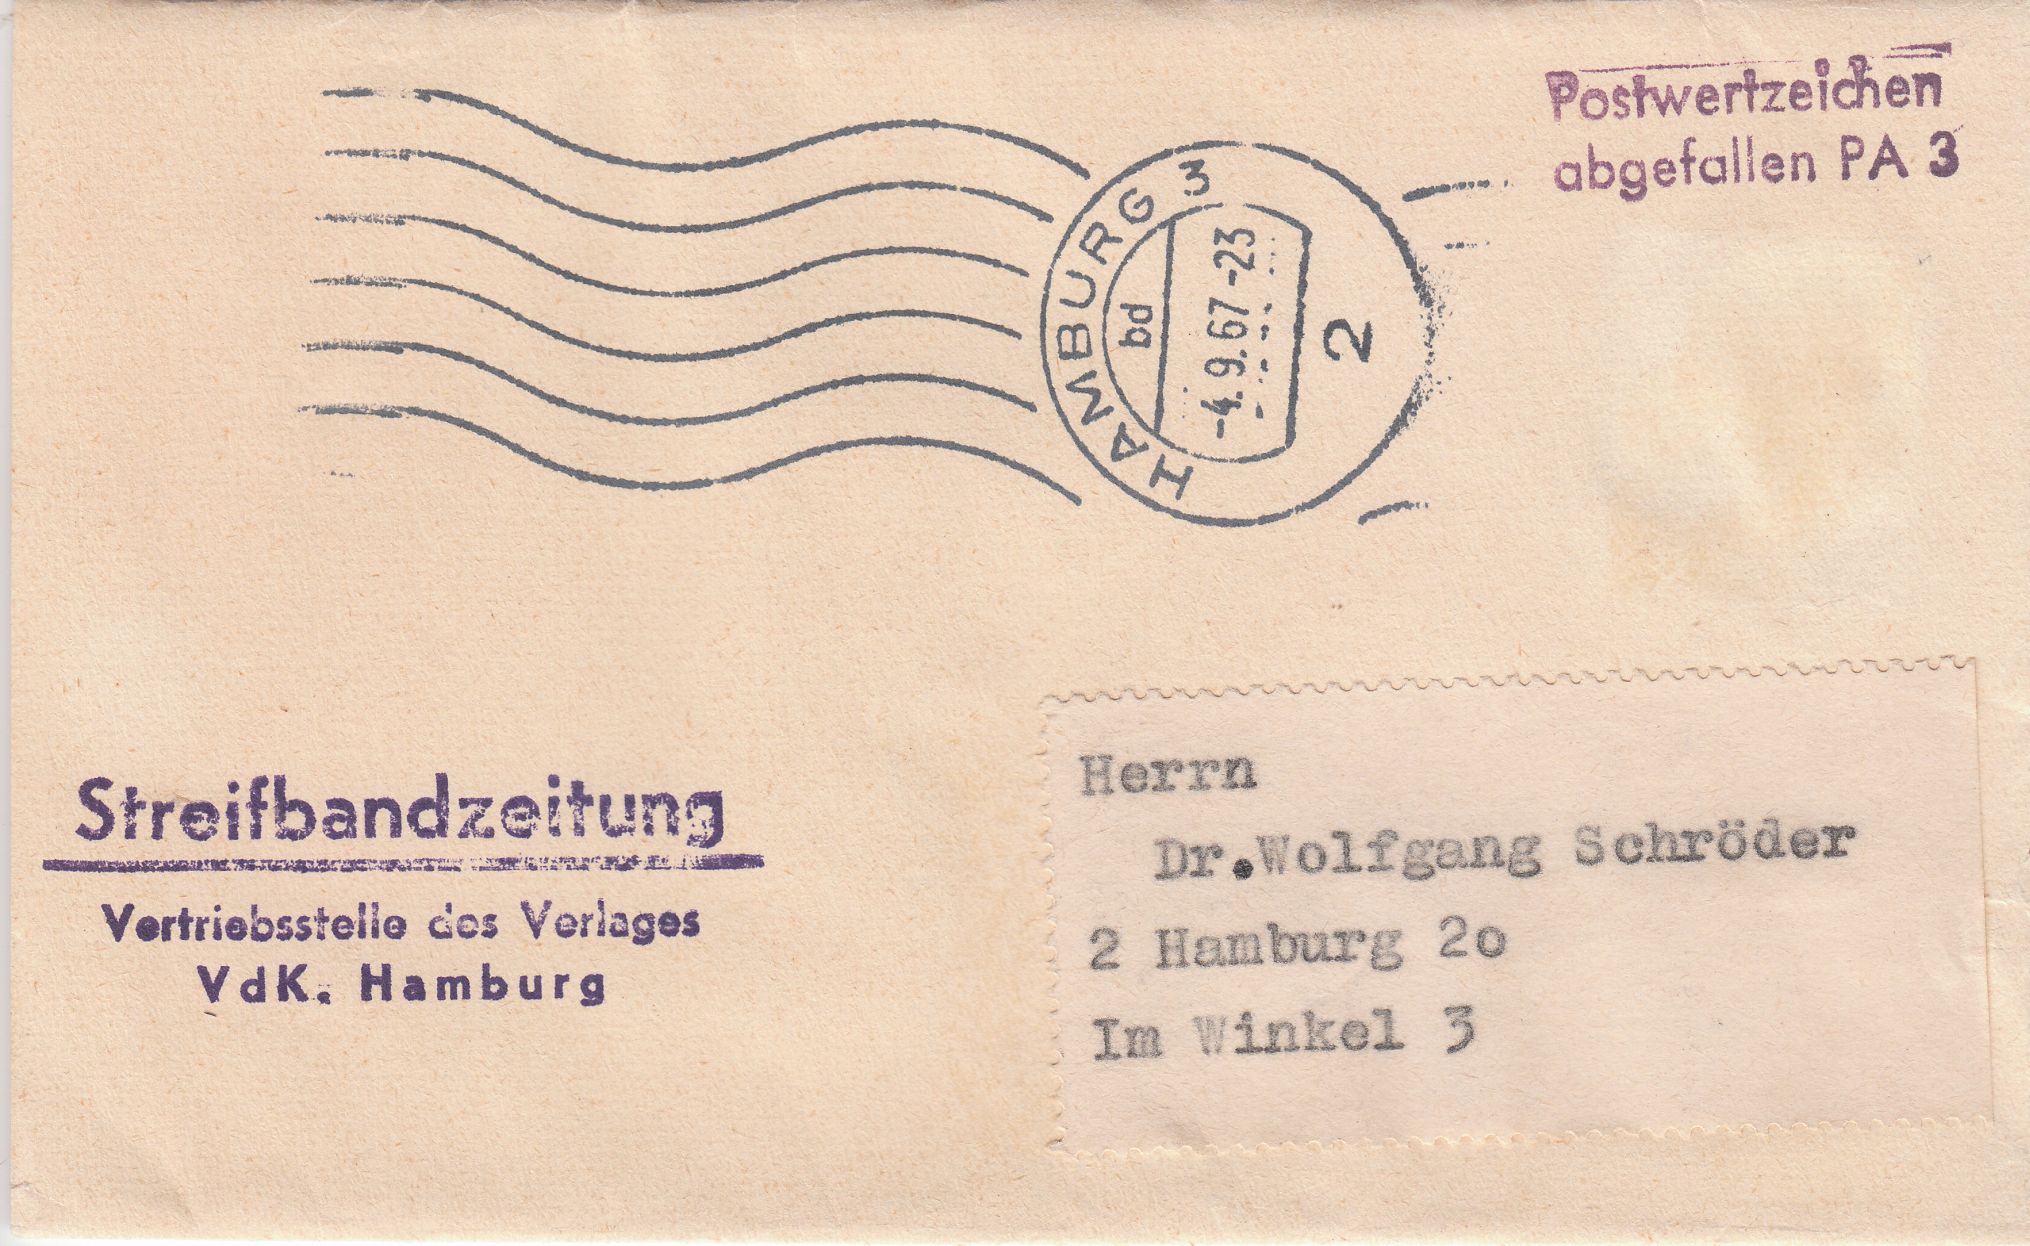 Postwertzeichen
abgefallen PA 3
HAMBURG 3
bd
-4.9.67-23
2
Streifbandzeitung
Vertriebsstelle des Verlages
VdK. Hamburg
Herrn
Dr.Wolfgang Schröder
2 Hamburg 2o
Im Winkel 3